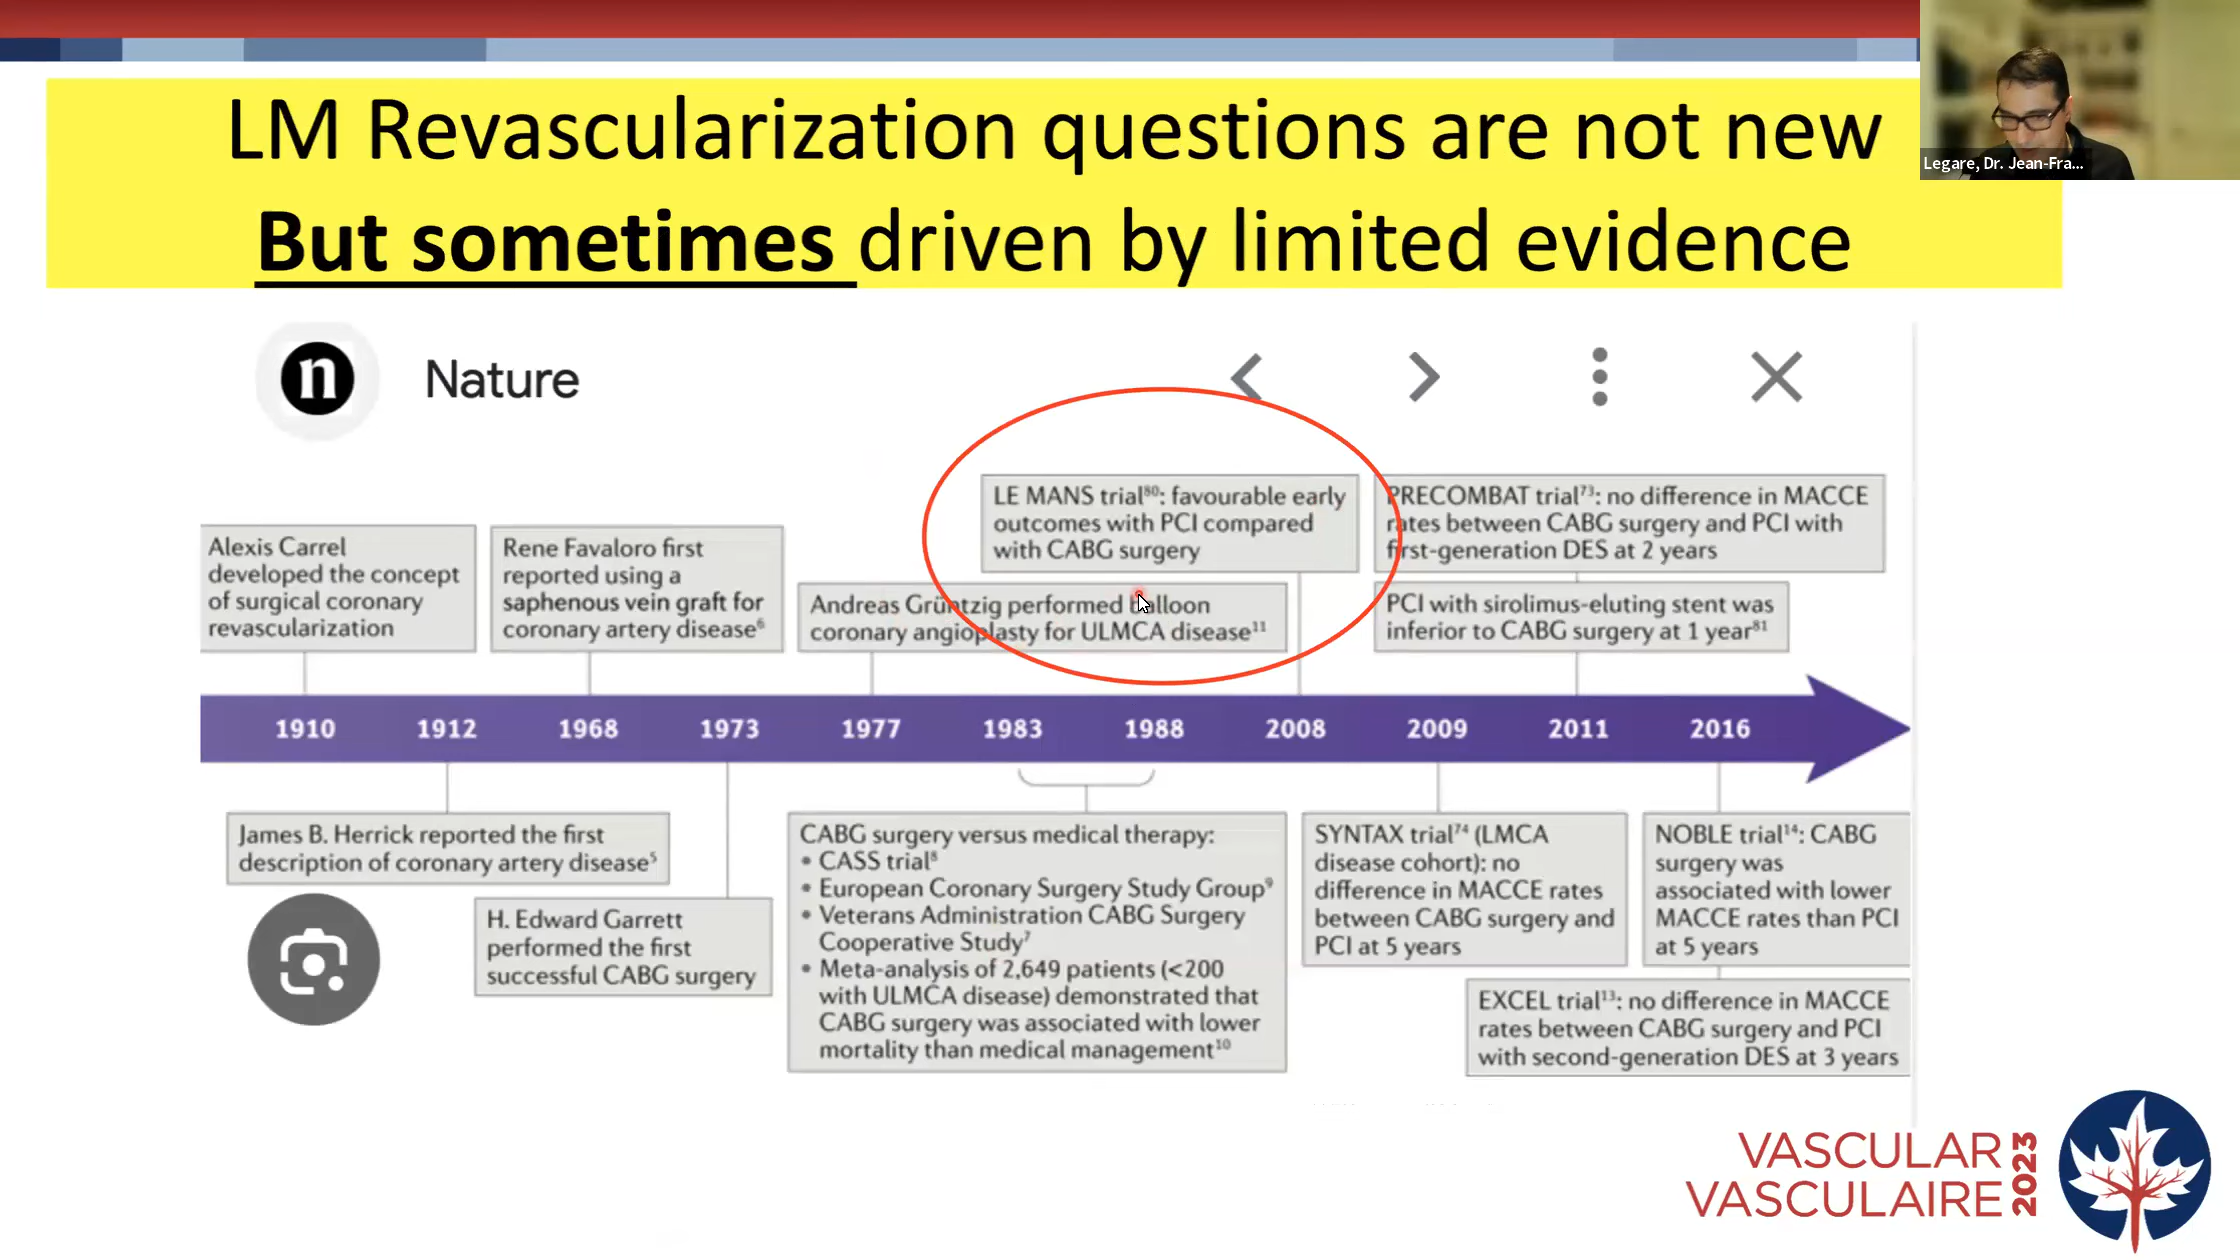 LM Revascularization questions are not new
But sometimes driven by limited evidence
Legare, Dr. Jean-Fra...
n
Nature
LE MANS trial⁸⁰: favourable early
outcomes with PCI compared
with CABG surgery
PRECOMBAT trial⁷³: no difference in MACCE
rates between CABG surgery and PCI with
first-generation DES at 2 years
Alexis Carrel
developed the concept
of surgical coronary
revascularization
Rene Favaloro first
reported using a
saphenous vein graft for
coronary artery disease⁶
Andreas Grüntzig performed balloon
coronary angioplasty for ULMCA disease¹¹
PCI with sirolimus-eluting stent was
inferior to CABG surgery at 1 year⁸¹
1910 1912 1968 1973 1977 1983 1988 2008 2009 2011 2016
James B. Herrick reported the first
description of coronary artery disease⁵
H. Edward Garrett
performed the first
successful CABG surgery
CABG surgery versus medical therapy:
• CASS trial⁸
• European Coronary Surgery Study Group⁹
• Veterans Administration CABG Surgery
Cooperative Study⁷
• Meta-analysis of 2,649 patients (<200
with ULMCA disease) demonstrated that
CABG surgery was associated with lower
mortality than medical management¹⁰
SYNTAX trial⁷⁴ (LMCA
disease cohort): no
difference in MACCE rates
between CABG surgery and
PCI at 5 years
NOBLE trial¹⁴: CABG
surgery was
associated with lower
MACCE rates than PCI
at 5 years
EXCEL trial¹³: no difference in MACCE
rates between CABG surgery and PCI
with second-generation DES at 3 years
VASCULAR
VASCULAIRE
2023